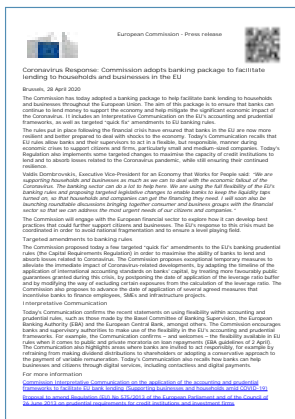 European Commission - Press release
Coronavirus Response: Commission adopts banking package to facilitate
lending to households and businesses in the EU
Brussels, 28 April 2020
The Commission has today adopted a banking package to help facilitate bank lending to households
and businesses throughout the European Union. The aim of this package is to ensure that banks can
continue to lend money to support the economy and help mitigate the significant economic impact of
the Coronavirus. It includes an Interpretative Communication on the EU's accounting and prudential
frameworks, as well as targeted "quick fix" amendments to EU banking rules.
The rules put in place following the financial crisis have ensured that banks in the EU are now more
resilient and better prepared to deal with shocks to the economy. Today's Communication recalls that
EU rules allow banks and their supervisors to act in a flexible, but responsible, manner during
economic crises to support citizens and firms, particularly small and medium-sized companies. Today's
Regulation also implements some targeted changes to maximise the capacity of credit institutions to
lend and to absorb losses related to the Coronavirus pandemic, while still ensuring their continued
resilience.
Valdis Dombrovskis, Executive Vice-President for an Economy that Works for People said: "We are
supporting households and businesses as much as we can to deal with the economic fallout of the
Coronavirus. The banking sector can do a lot to help here. We are using the full flexibility of the EU's
banking rules and proposing targeted legislative changes to enable banks to keep the liquidity taps
turned on, so that households and companies can get the financing they need. I will soon also be
launching roundtable discussions bringing together consumer and business groups with the financial
sector so that we can address the most urgent needs of our citizens and companies."
The Commission will engage with the European financial sector to explore how it can develop best
practices that could further support citizens and businesses. The EU's response to this crisis must be
coordinated in order to avoid national fragmentation and to ensure a level playing field.
Targeted amendments to banking rules
The Commission proposed today a few targeted "quick fix" amendments to the EU's banking prudential
rules (the Capital Requirements Regulation) in order to maximise the ability of banks to lend and
absorb losses related to Coronavirus. The Commission proposes exceptional temporary measures to
alleviate the immediate impact of Coronavirus-related developments, by adapting the timeline of the
application of international accounting standards on banks' capital, by treating more favourably public
guarantees granted during this crisis, by postponing the date of application of the leverage ratio buffer
and by modifying the way of excluding certain exposures from the calculation of the leverage ratio. The
Commission also proposes to advance the date of application of several agreed measures that
incentivise banks to finance employees, SMEs and infrastructure projects.
Interpretative Communication
Today's Communication confirms the recent statements on using flexibility within accounting and
prudential rules, such as those made by the Basel Committee of Banking Supervision, the European
Banking Authority (EBA) and the European Central Bank, amongst others. The Commission encourages
banks and supervisory authorities to make use of the flexibility in the EU's accounting and prudential
frameworks. For example, the Communication confirms – and welcomes – the flexibility available in EU
rules when it comes to public and private moratoria on loan repayments (EBA guidelines of 2 April).
The Communication also highlights areas where banks are invited to act responsibly, for example by
refraining from making dividend distributions to shareholders or adopting a conservative approach to
the payment of variable remuneration. Today's Communication also recalls how banks can help
businesses and citizens through digital services, including contactless and digital payments.
For more information
Commission Interpretative Communication on the application of the accounting and prudential
frameworks to facilitate EU bank lending (Supporting businesses and households amid COVID-19)
Proposal to amend Regulation (EU) No 575/2013 of the European Parliament and of the Council of
26 June 2013 on prudential requirements for credit institutions and investment firms